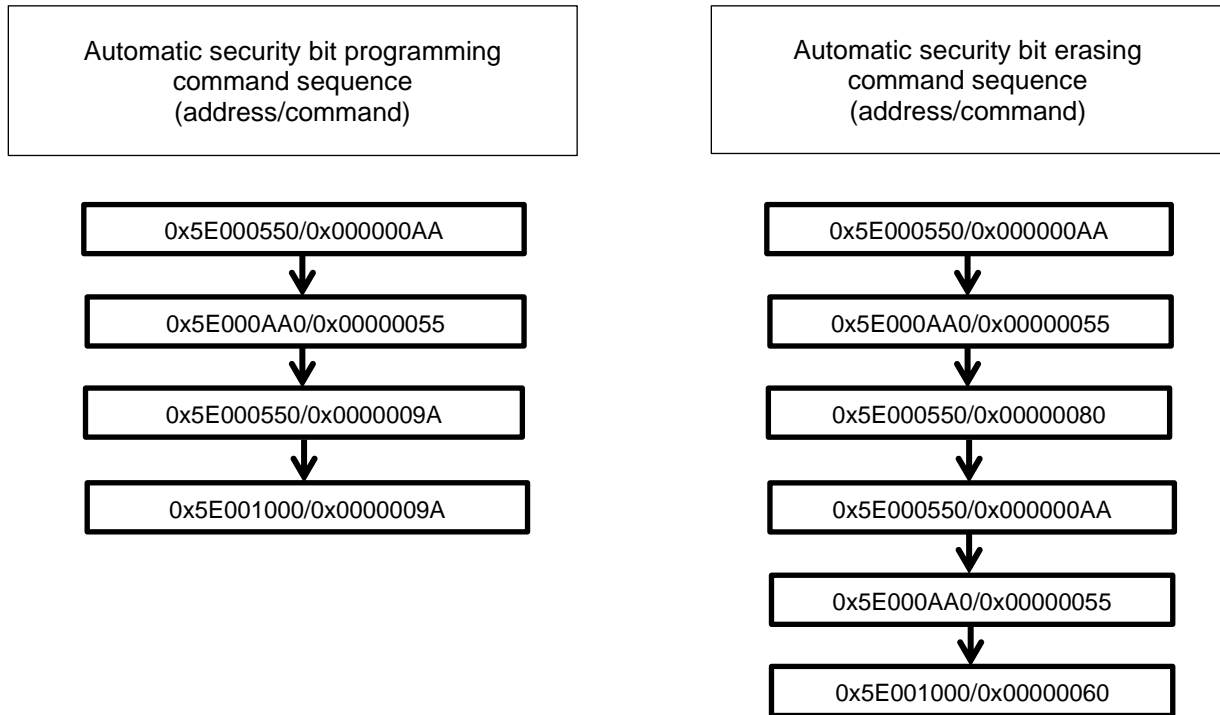 Automatic security bit programming
command sequence
(address/command)
0x5E000550/0x000000AA
0x5E000AA0/0x00000055
0x5E000550/0x0000009A
0x5E001000/0x0000009A
Automatic security bit erasing
command sequence
(address/command)
0x5E000550/0x000000AA
0x5E000AA0/0x00000055
0x5E000550/0x00000080
0x5E000550/0x000000AA
0x5E000AA0/0x00000055
0x5E001000/0x00000060